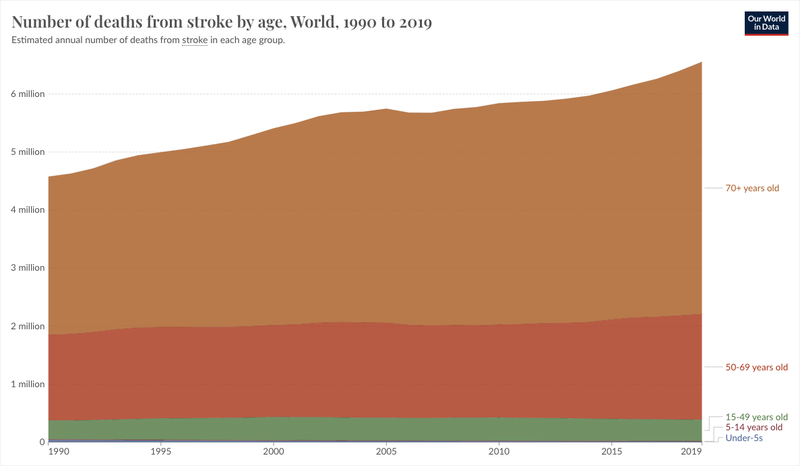 Number of deaths from stroke by age, World, 1990 to 2019
Our World
in Data
Estimated annual number of deaths from stroke in each age group.
6 million
5 million
4 million
3 million
2 million
1 million
0
70+ years old
50-69 years old
15-49 years old
5-14 years old
Under-5s
1990
1995
2000
2005
2010
2015
2019